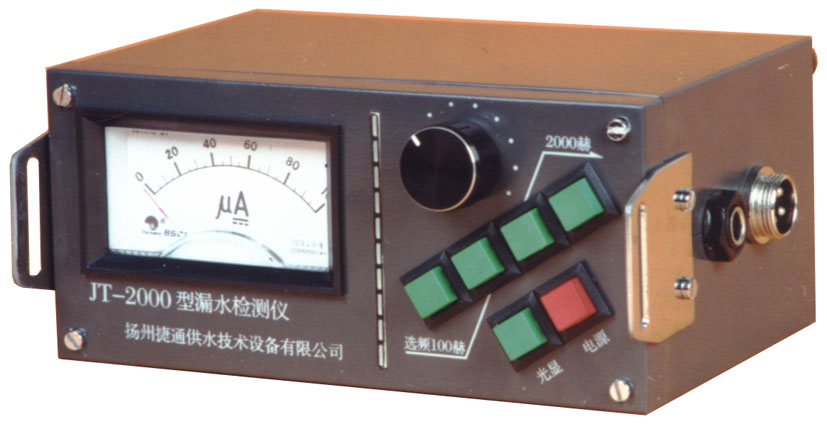 0 20 40 60 80
μA
2000赫
JT-2000 型漏水检测仪
扬州捷通供水技术设备有限公司
选频100赫
光显 电源